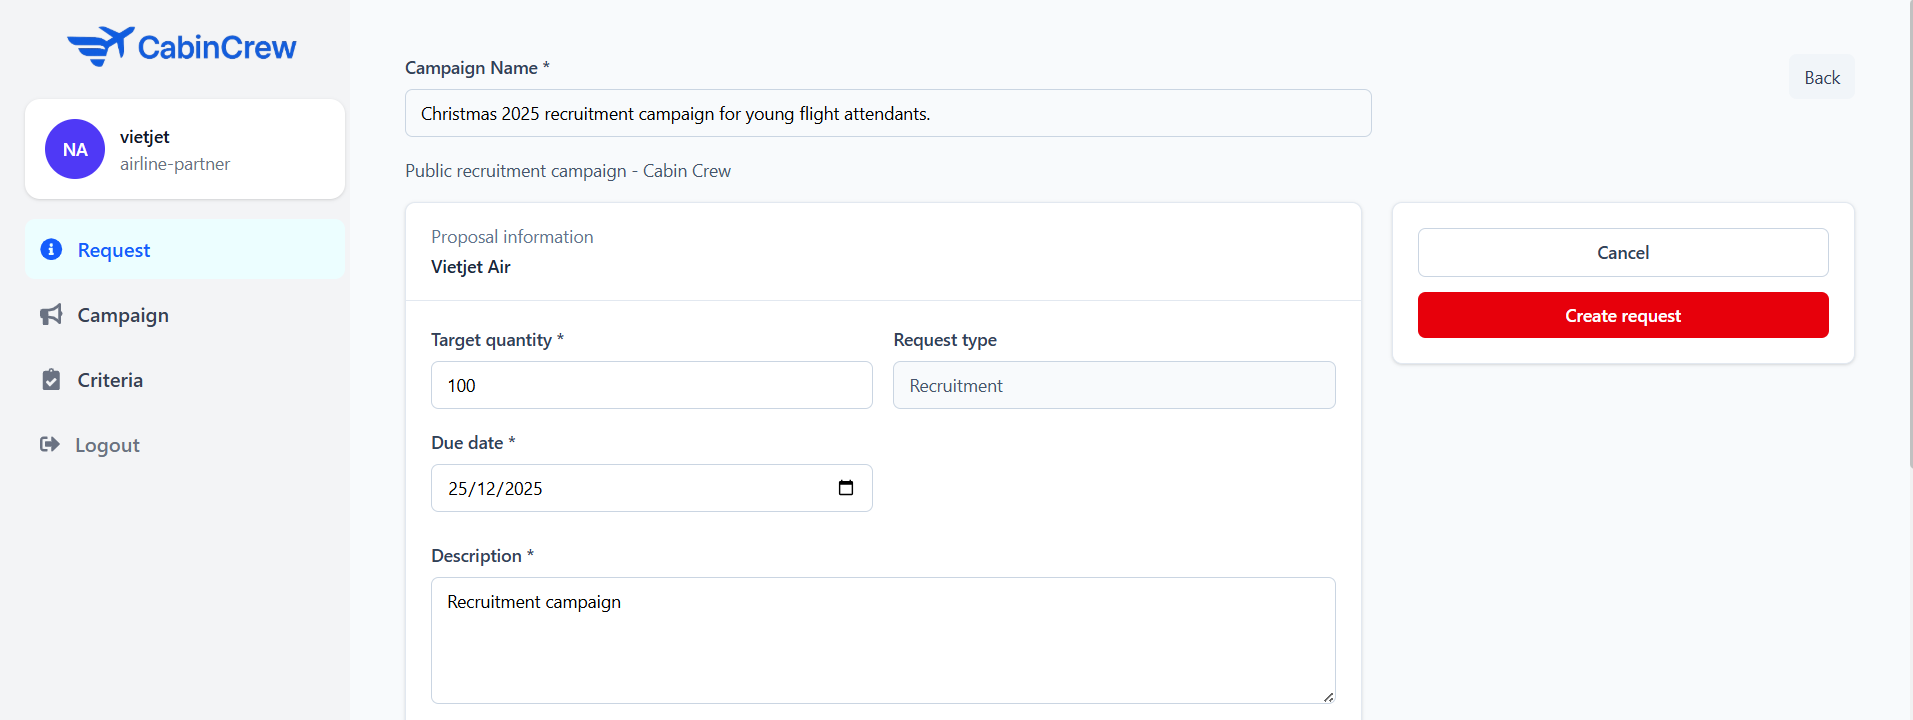 CabinCrew
NA
vietjet
airline-partner
Request
Campaign
Criteria
Logout
Campaign Name *
Back
Christmas 2025 recruitment campaign for young flight attendants.
Public recruitment campaign - Cabin Crew
Proposal information
Vietjet Air
Cancel
Create request
Target quantity *
Request type
100
Recruitment
Due date *
25/12/2025
Description *
Recruitment campaign